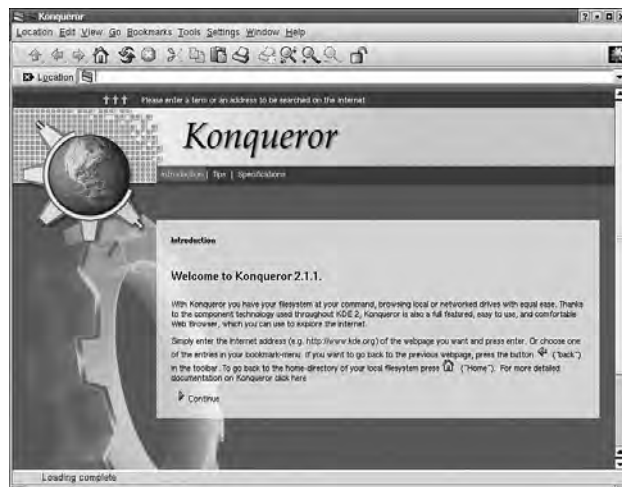 Konqueror
Location Edit View Go Bookmarks Tools Settings Window Help
Location
Please enter a term or an address to be searched on the internet
Konqueror
Introduction | Tips | Specifications
Introduction
Welcome to Konqueror 2.1.1.
With Konqueror you have your filesystem at your command, browsing local or networked drives with equal ease. Thanks
to the component technology used throughout KDE 2, Konqueror is also a full featured, easy to use, and comfortable
Web Browser, which you can use to explore the internet.
Simply enter the internet address (e.g. http://www.kde.org) of the webpage you want and press enter. Or choose one
of the entries in your bookmark-menu. If you want to go back to the previous webpage, press the button ("back")
in the toolbar. To go back to the home-directory of your local filesystem press ("Home"). For more detailed
documentation on Konqueror click here
Continue
Loading complete